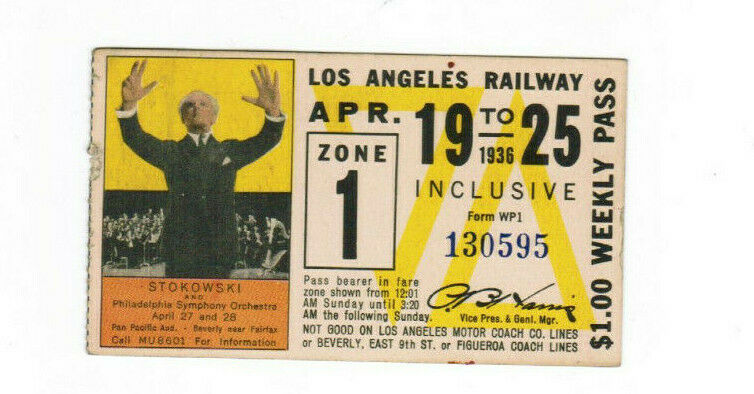 STOKOWSKI
AND
Philadelphia Symphony Orchestra
April 27 and 28
Pan Pacific Aud. - Beverly near Fairfax
Call MU8601 For Information
LOS ANGELES RAILWAY
APR. 19 TO 25
1936
ZONE
1
INCLUSIVE
Form WP1
130595
Pass bearer in fare
zone shown from 12:01
AM Sunday until 3:20
AM the following Sunday.
Vice Pres. & Genl. Mgr.
NOT GOOD ON LOS ANGELES MOTOR COACH CO. LINES
or BEVERLY, EAST 9th ST. or FIGUEROA COACH LINES
$1.00 WEEKLY PASS